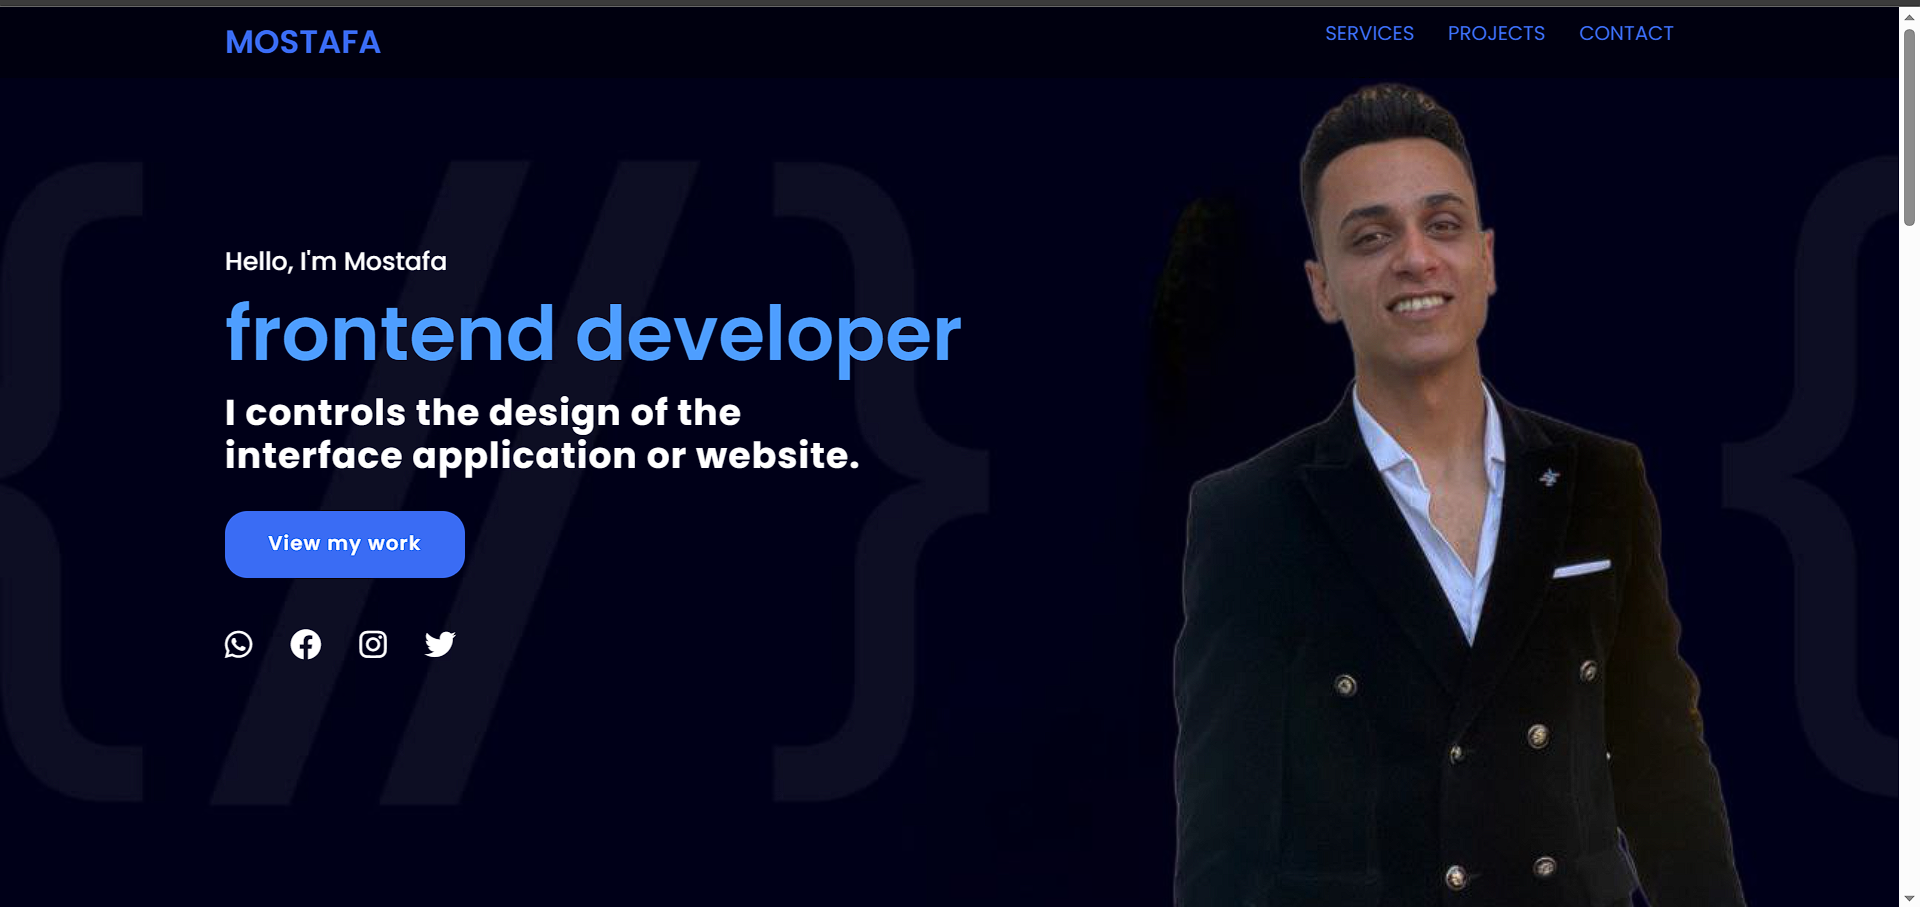 MOSTAFA
SERVICES PROJECTS CONTACT
Hello, I'm Mostafa
frontend developer
I controls the design of the
interface application or website.
View my work